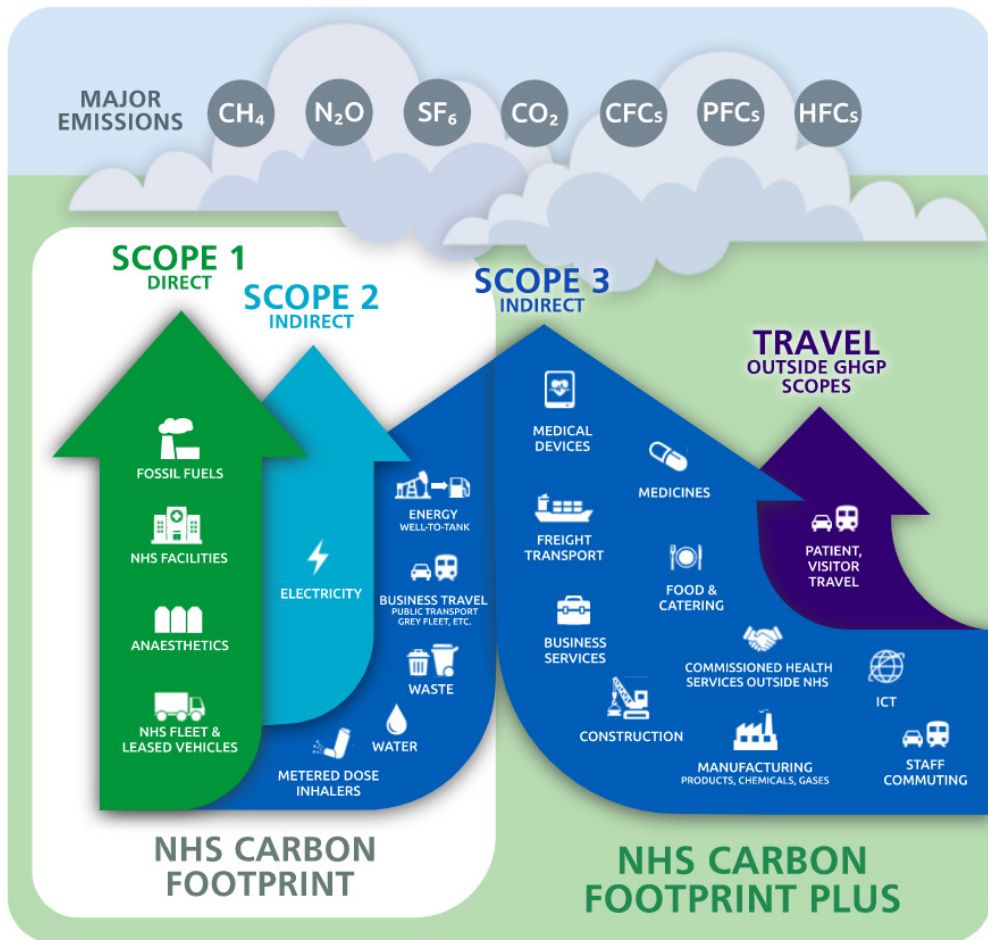 MAJOR
EMISSIONS
CH₄
N₂O
SF₆
CO₂
CFCs
PFCs
HFCs
SCOPE 1
DIRECT
SCOPE 2
INDIRECT
SCOPE 3
INDIRECT
TRAVEL
OUTSIDE GHGP
SCOPES
FOSSIL FUELS
NHS FACILITIES
ANAESTHETICS
NHS FLEET &
LEASED VEHICLES
ELECTRICITY
ENERGY
WELL-TO-TANK
BUSINESS TRAVEL
PUBLIC TRANSPORT
GREY FLEET, ETC.
WASTE
WATER
METERED DOSE
INHALERS
MEDICAL
DEVICES
MEDICINES
FREIGHT
TRANSPORT
FOOD &
CATERING
BUSINESS
SERVICES
COMMISSIONED HEALTH
SERVICES OUTSIDE NHS
CONSTRUCTION
MANUFACTURING
PRODUCTS, CHEMICALS, GASES
ICT
STAFF
COMMUTING
PATIENT,
VISITOR
TRAVEL
NHS CARBON
FOOTPRINT
NHS CARBON
FOOTPRINT PLUS